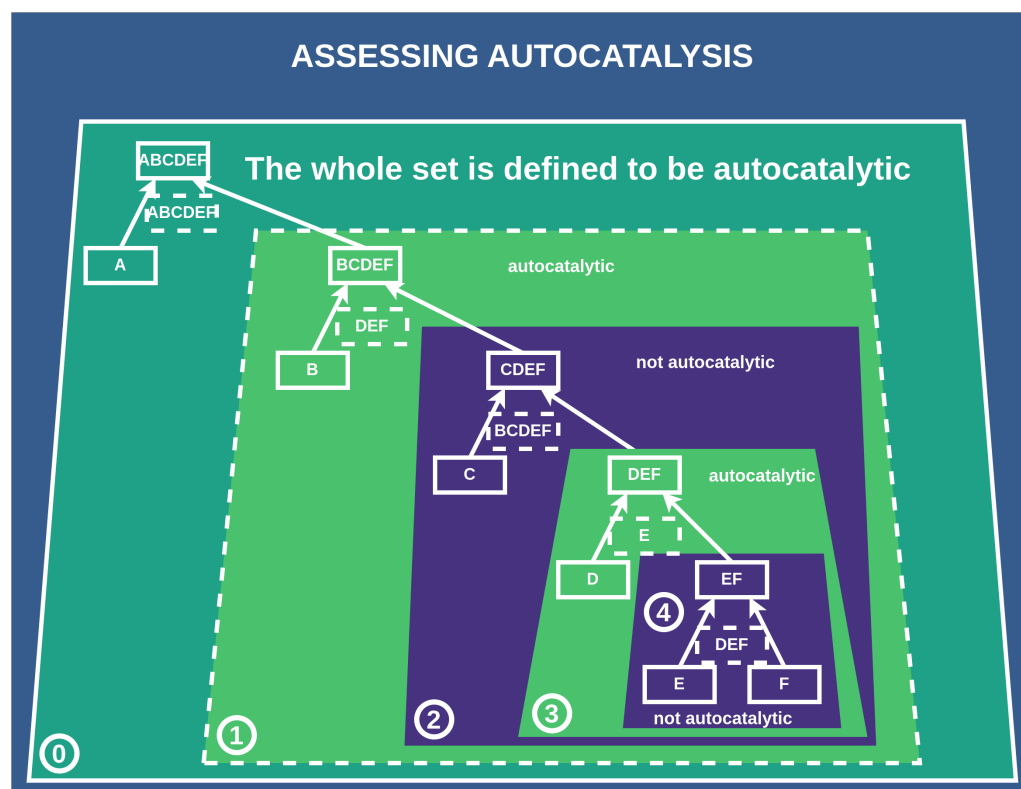 ASSESSING AUTOCATALYSIS
ABCDEF
The whole set is defined to be autocatalytic
ABCDEF
A
BCDEF
autocatalytic
DEF
B
CDEF
not autocatalytic
BCDEF
C
DEF
autocatalytic
E
D
EF
4
DEF
E
F
not autocatalytic
3
2
1
0